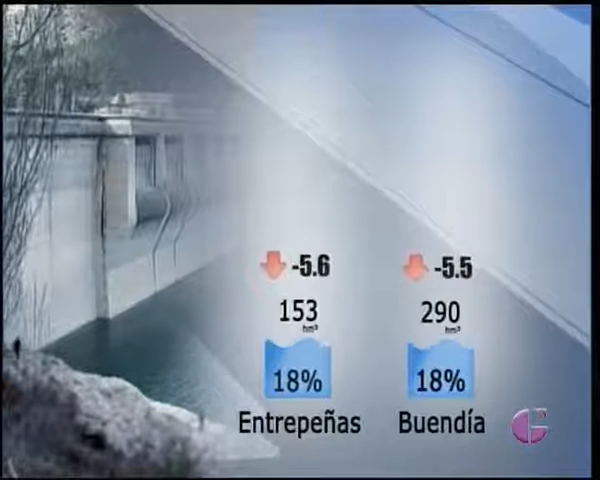 -5.6 -5.5
153 290
hm³ hm³
18% 18%
Entrepeñas Buendía